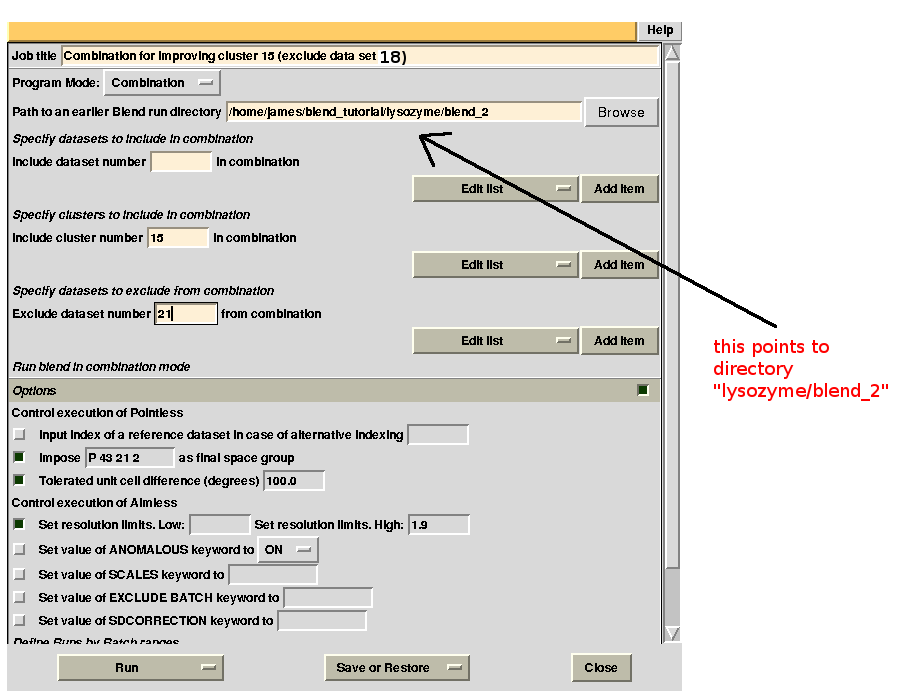 Help
Job title Combination for improving cluster 15 (exclude data set 18)
Program Mode: Combination
Path to an earlier Blend run directory /home/james/blend_tutorial/lysozyme/blend_2 Browse
Specify datasets to include in combination
Include dataset number in combination
Edit list Add item
Specify clusters to include in combination
Include cluster number 15 in combination
Edit list Add item
Specify datasets to exclude from combination
Exclude dataset number 21 from combination
Edit list Add item
this points to
directory
"lysozyme/blend_2"
Run blend in combination mode
Options
Control execution of Pointless
Input index of a reference dataset in case of alternative indexing
Impose P 43 21 2 as final space group
Tolerated unit cell difference (degrees) 100.0
Control execution of Aimless
Set resolution limits. Low: Set resolution limits. High: 1.9
Set value of ANOMALOUS keyword to ON
Set value of SCALES keyword to
Set value of EXCLUDE BATCH keyword to
Set value of SDCORRECTION keyword to
Define Runs by Batch ranges
Run Save or Restore Close